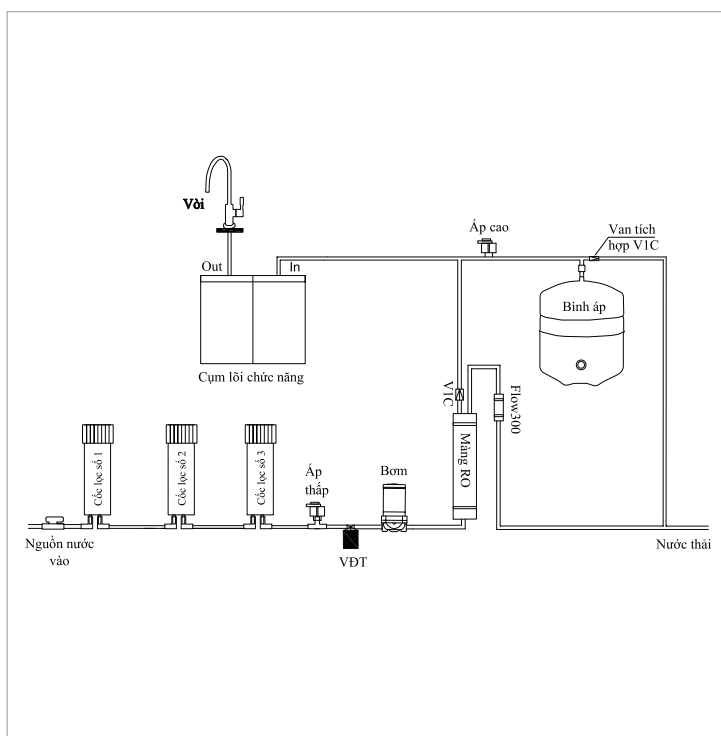 Vòi
Áp cao
Van tích
hợp V1C
Out
In
Bình áp
Cụm lõi chức năng
V1C
Flow300
Màng RO
Cốc lọc số 1
Cốc lọc số 2
Cốc lọc số 3
Áp
thấp
Bơm
Nguồn nước
vào
VĐT
Nước thải